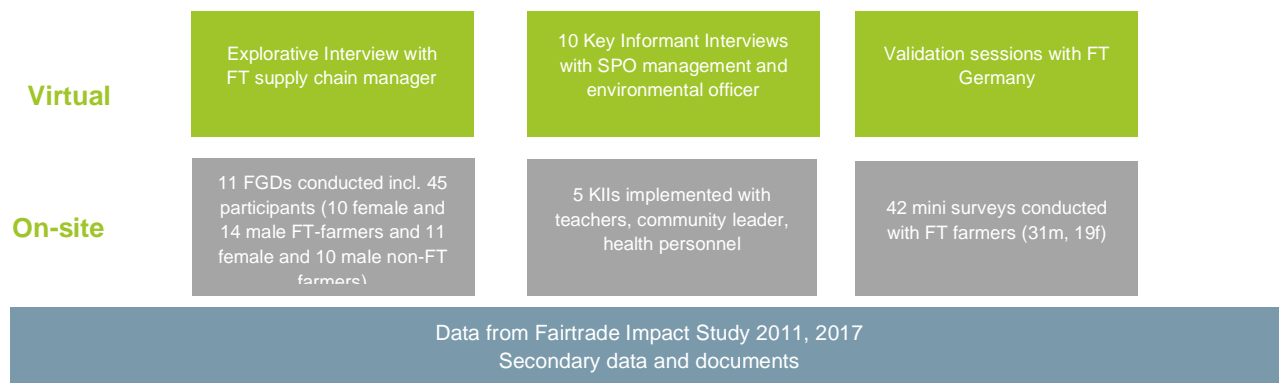 Virtual
Explorative Interview with
FT supply chain manager
10 Key Informant Interviews
with SPO management and
environmental officer
Validation sessions with FT
Germany
On-site
11 FGDs conducted incl. 45
participants (10 female and
14 male FT-farmers and 11
female and 10 male non-FT
farmers)
5 KIIs implemented with
teachers, community leader,
health personnel
42 mini surveys conducted
with FT farmers (31m, 19f)
Data from Fairtrade Impact Study 2011, 2017
Secondary data and documents